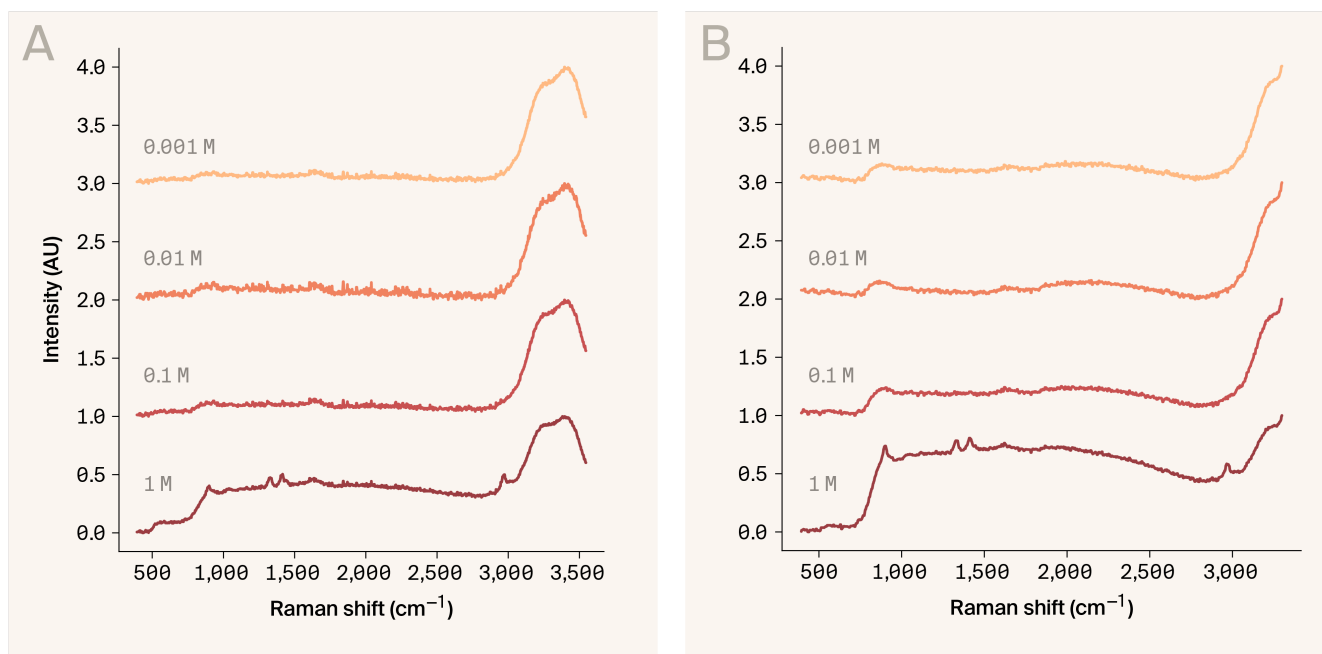 A
Intensity (AU)
4.0
3.5
3.0
2.5
2.0
1.5
1.0
0.5
0.0
0.001 M
0.01 M
0.1 M
1 M
500 1,000 1,500 2,000 2,500 3,000 3,500
Raman shift (cm⁻¹)
B
4.0
3.5
3.0
2.5
2.0
1.5
1.0
0.5
0.0
0.001 M
0.01 M
0.1 M
1 M
500 1,000 1,500 2,000 2,500 3,000
Raman shift (cm⁻¹)